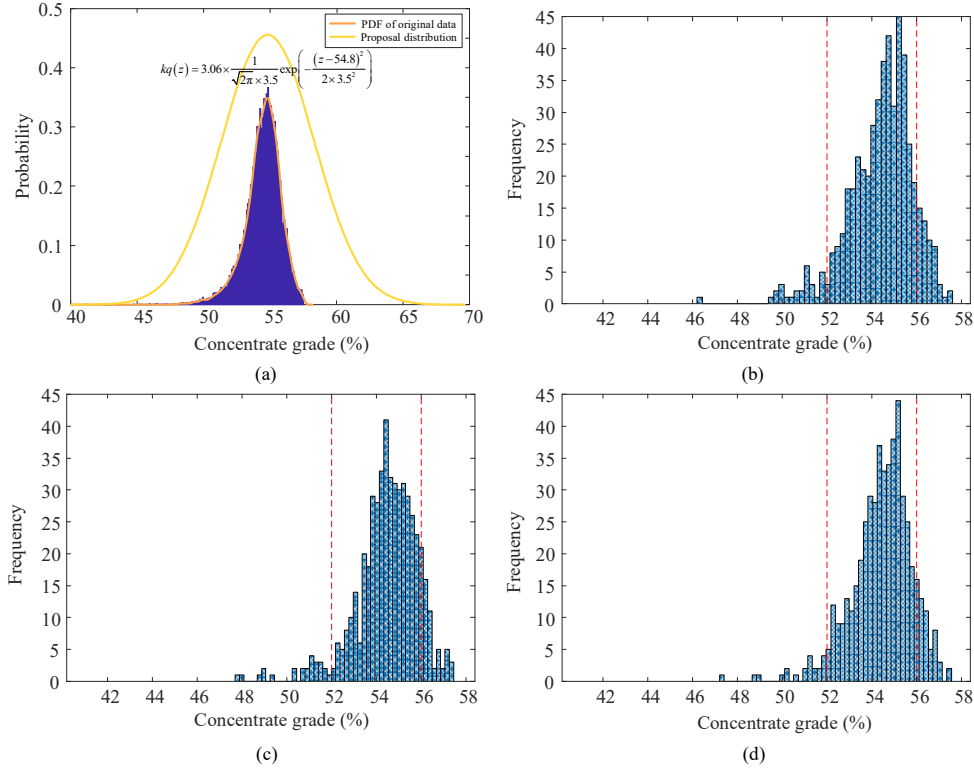 0.5
0.4
0.3
0.2
0.1
0
Probability
PDF of original data
Proposal distribution
kq(z) = 3.06 × 1/(√2π × 3.5) exp(−(z−54.8)²/(2×3.5²))
40 45 50 55 60 65 70
Concentrate grade (%)
(a)
45
40
35
30
25
20
15
10
5
0
Frequency
42 44 46 48 50 52 54 56 58
Concentrate grade (%)
(b)
45
40
35
30
25
20
15
10
5
0
Frequency
42 44 46 48 50 52 54 56 58
Concentrate grade (%)
(c)
45
40
35
30
25
20
15
10
5
0
Frequency
42 44 46 48 50 52 54 56 58
Concentrate grade (%)
(d)